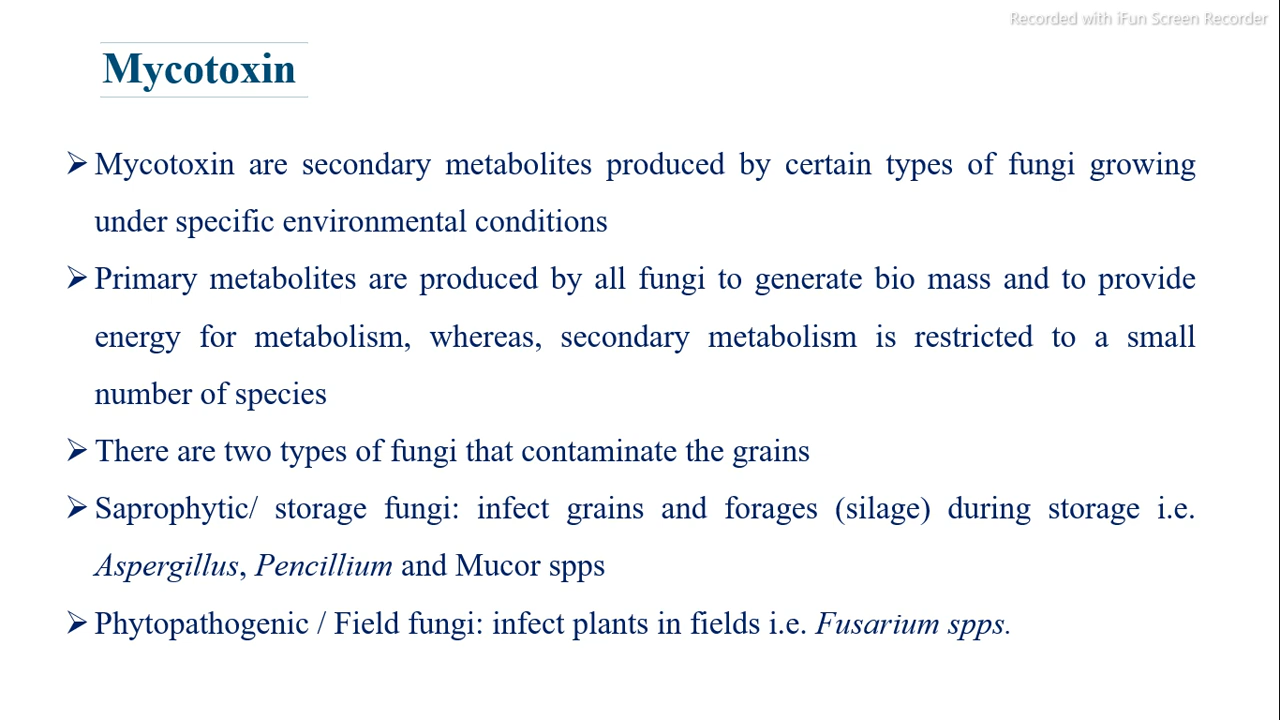 Recorded with iFun Screen Recorder
Mycotoxin
➢ Mycotoxin are secondary metabolites produced by certain types of fungi growing
under specific environmental conditions
➢ Primary metabolites are produced by all fungi to generate bio mass and to provide
energy for metabolism, whereas, secondary metabolism is restricted to a small
number of species
➢ There are two types of fungi that contaminate the grains
➢ Saprophytic/ storage fungi: infect grains and forages (silage) during storage i.e.
Aspergillus, Pencillium and Mucor spps
➢ Phytopathogenic / Field fungi: infect plants in fields i.e. Fusarium spps.